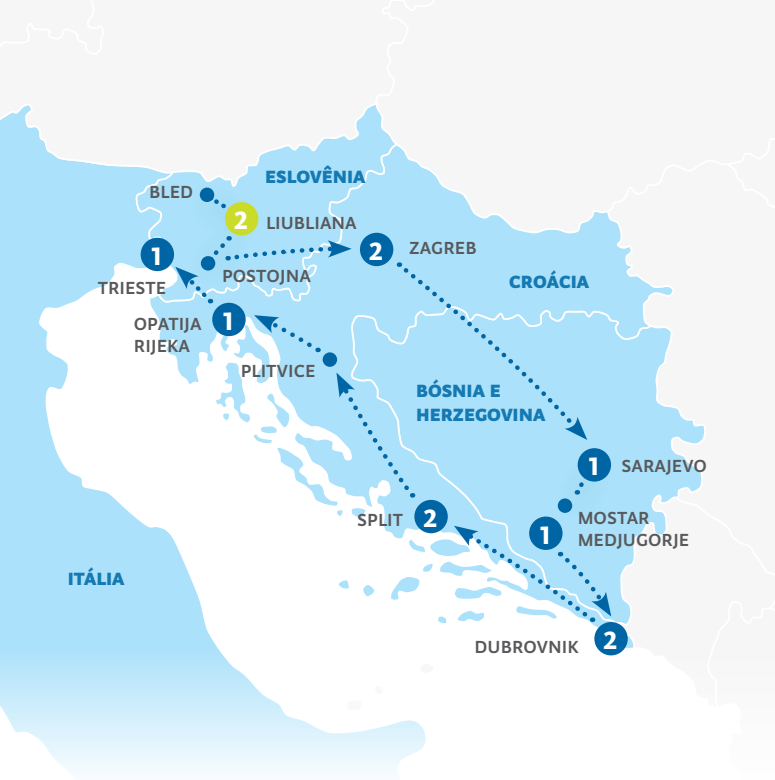 ESLOVÊNIA
BLED
2
LIUBLIANA
1
2
ZAGREB
POSTOJNA
TRIESTE
CROÁCIA
OPATIJA
RIJEKA
1
PLITVICE
BÓSNIA E
HERZEGOVINA
1
SARAJEVO
SPLIT
2
MOSTAR
MEDJUGORJE
1
ITÁLIA
DUBROVNIK
2